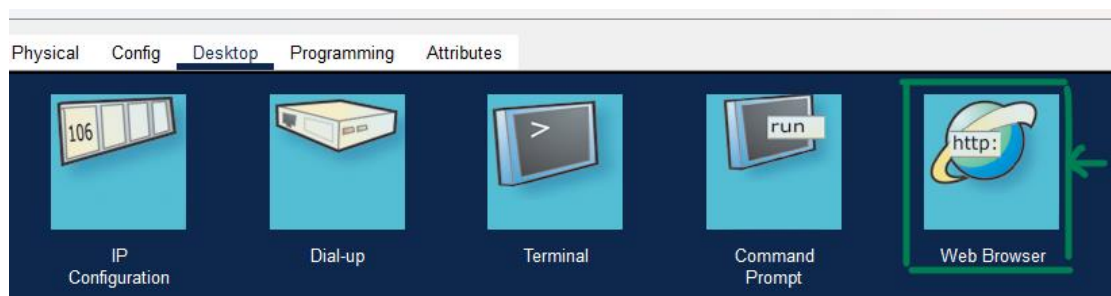 Physical Config Desktop Programming Attributes
106
>
run
http:
IP
Configuration
Dial-up
Terminal
Command
Prompt
Web Browser